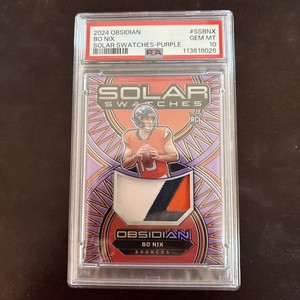 2024 OBSIDIAN #SSBNX
BO NIX GEM MT
SOLAR SWATCHES-PURPLE 10
PSA 113818026
SOLAR
SWATCHES
RC
10
OBSIDIAN
BO NIX
BRONCOS